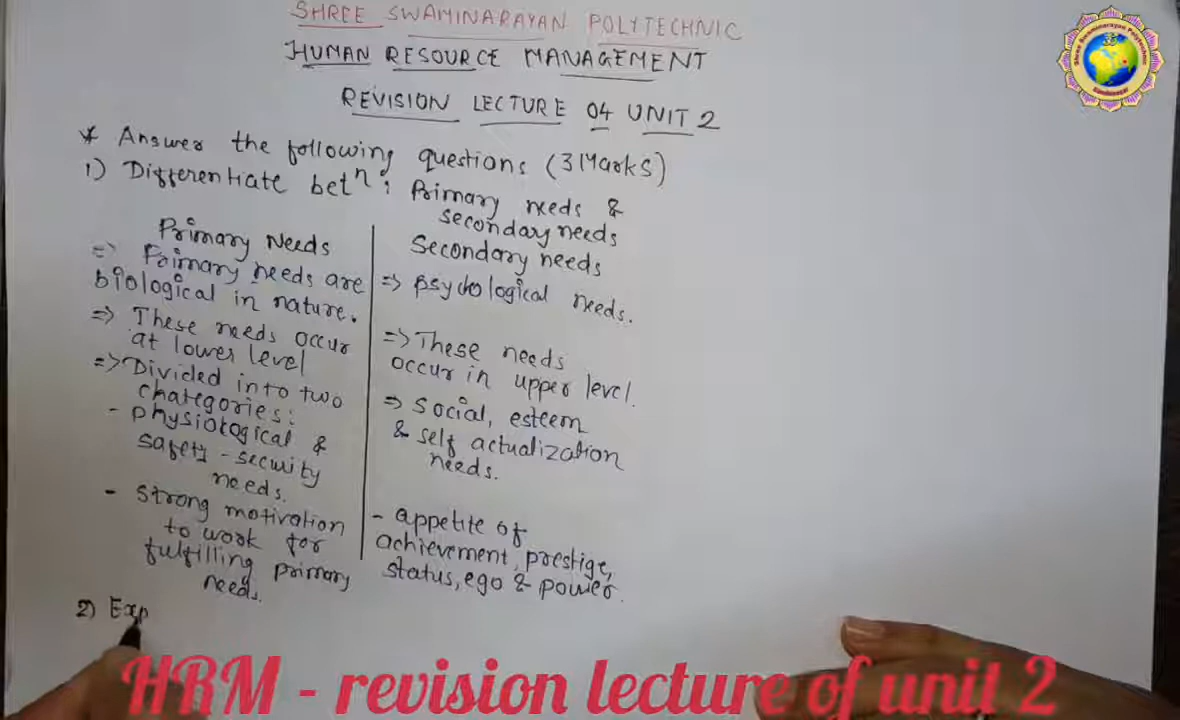 SHREE SWAMINARAYAN POLYTECHNIC
HUMAN RESOURCE MANAGEMENT
REVISION LECTURE 04 UNIT 2
* Answer the following questions (3 Marks)
1) Differentiate betn : Primary needs &
secondary needs
Primary Needs
=> Primary needs are
biological in nature.
=> These needs occur
at lower level
=> Divided into two
chategories:
- physiological &
safety - security
needs.
- Strong motivation
to work for
fulfilling primary
needs.
Secondary needs
=> psychological needs.
=> These needs
occur in upper level.
=> Social, esteem
& self actualization
needs.
- appetite of
achievement, prestige,
status, ego & power.
2) Exp
HRM - revision lecture of unit 2
Shree Swaminarayan Polytechnic